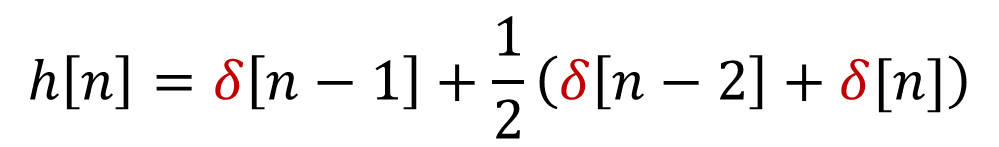 h[n] = δ[n − 1] + 1/2 (δ[n − 2] + δ[n])